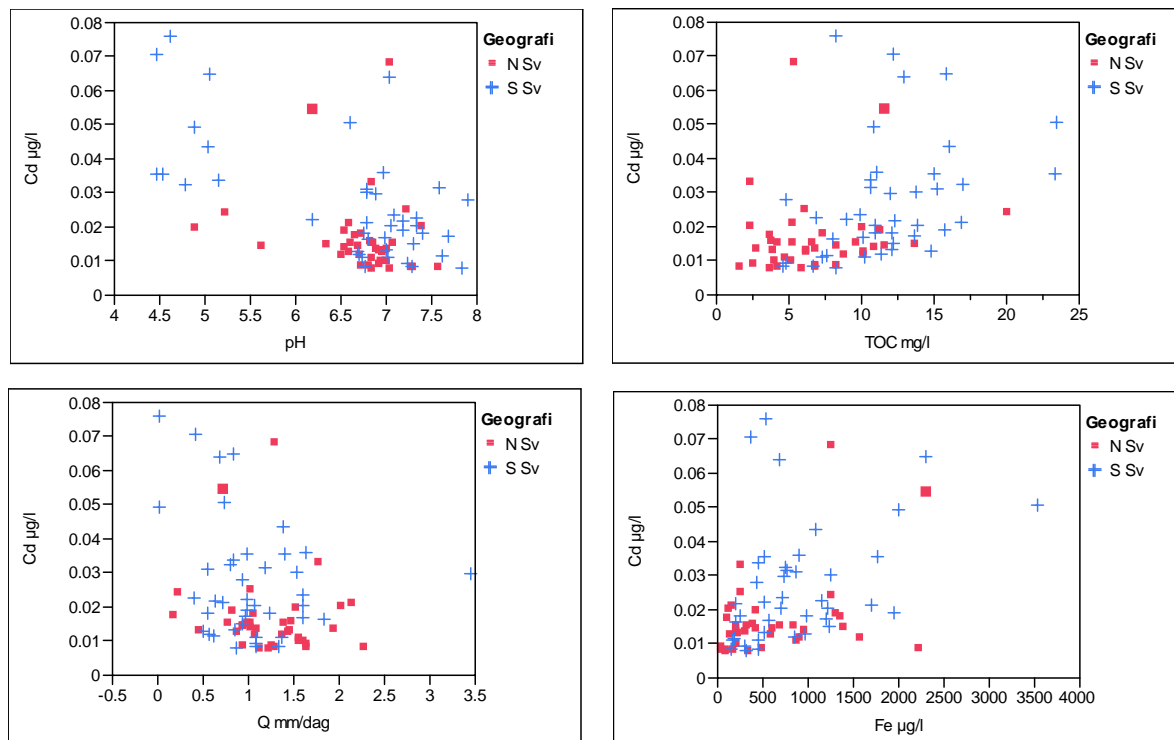 0.08
0.07
0.06
0.05
0.04
0.03
0.02
0.01
0
Cd µg/l
4 4.5 5 5.5 6 6.5 7 7.5 8
pH
Geografi
N Sv
S Sv
0.08
0.07
0.06
0.05
0.04
0.03
0.02
0.01
0
Cd µg/l
0 5 10 15 20 25
TOC mg/l
Geografi
N Sv
S Sv
0.08
0.07
0.06
0.05
0.04
0.03
0.02
0.01
0
Cd µg/l
-0.5 0 0.5 1 1.5 2 2.5 3 3.5
Q mm/dag
Geografi
N Sv
S Sv
0.08
0.07
0.06
0.05
0.04
0.03
0.02
0.01
0
Cd µg/l
0 500 1000 1500 2000 2500 3000 3500 4000
Fe µg/l
Geografi
N Sv
S Sv